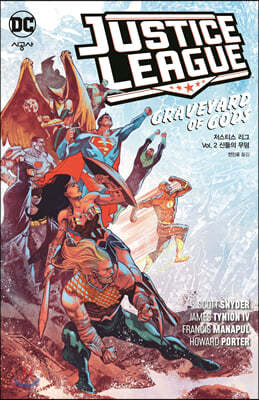 DC
시공사
JUSTICE
LEAGUE
GRAVEYARD
OF GODS
저스티스 리그
Vol. 2 신들의 무덤
SCOTT SNYDER
JAMES TYNION IV
FRANCIS MANAPUL
HOWARD PORTER